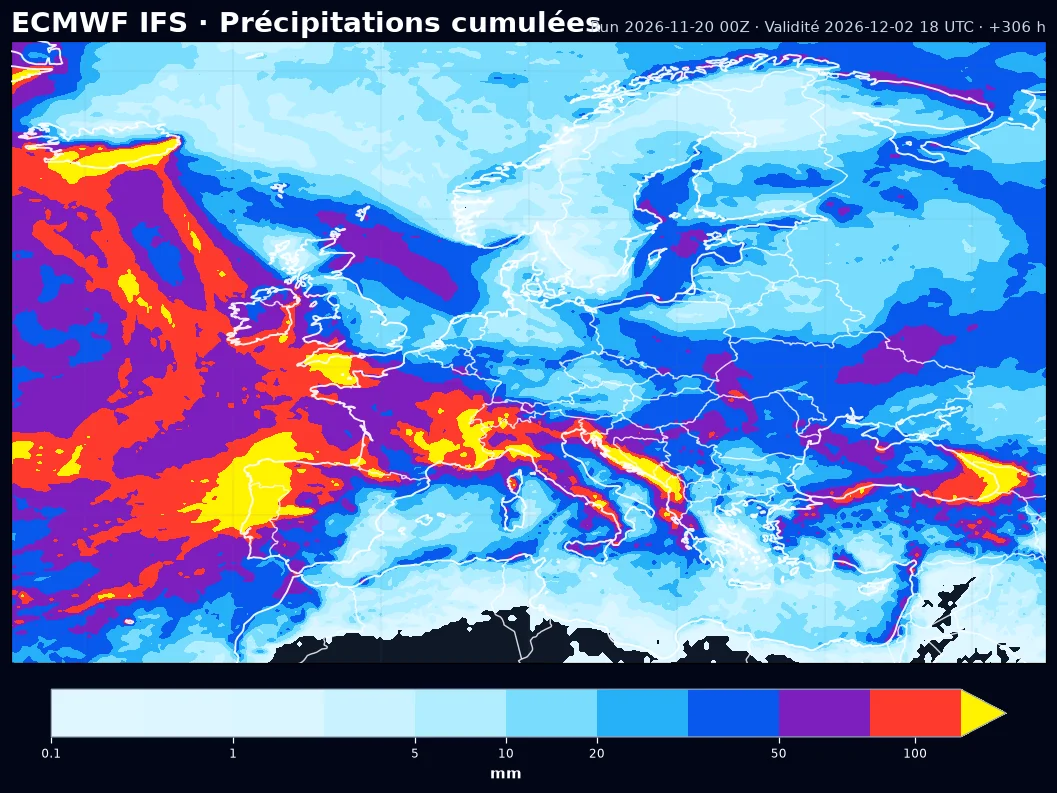 ECMWF IFS · Précipitations cumulées
Run 2026-11-20 00Z · Validité 2026-12-02 18 UTC · +306 h
0.1 1 5 10 20 50 100
mm